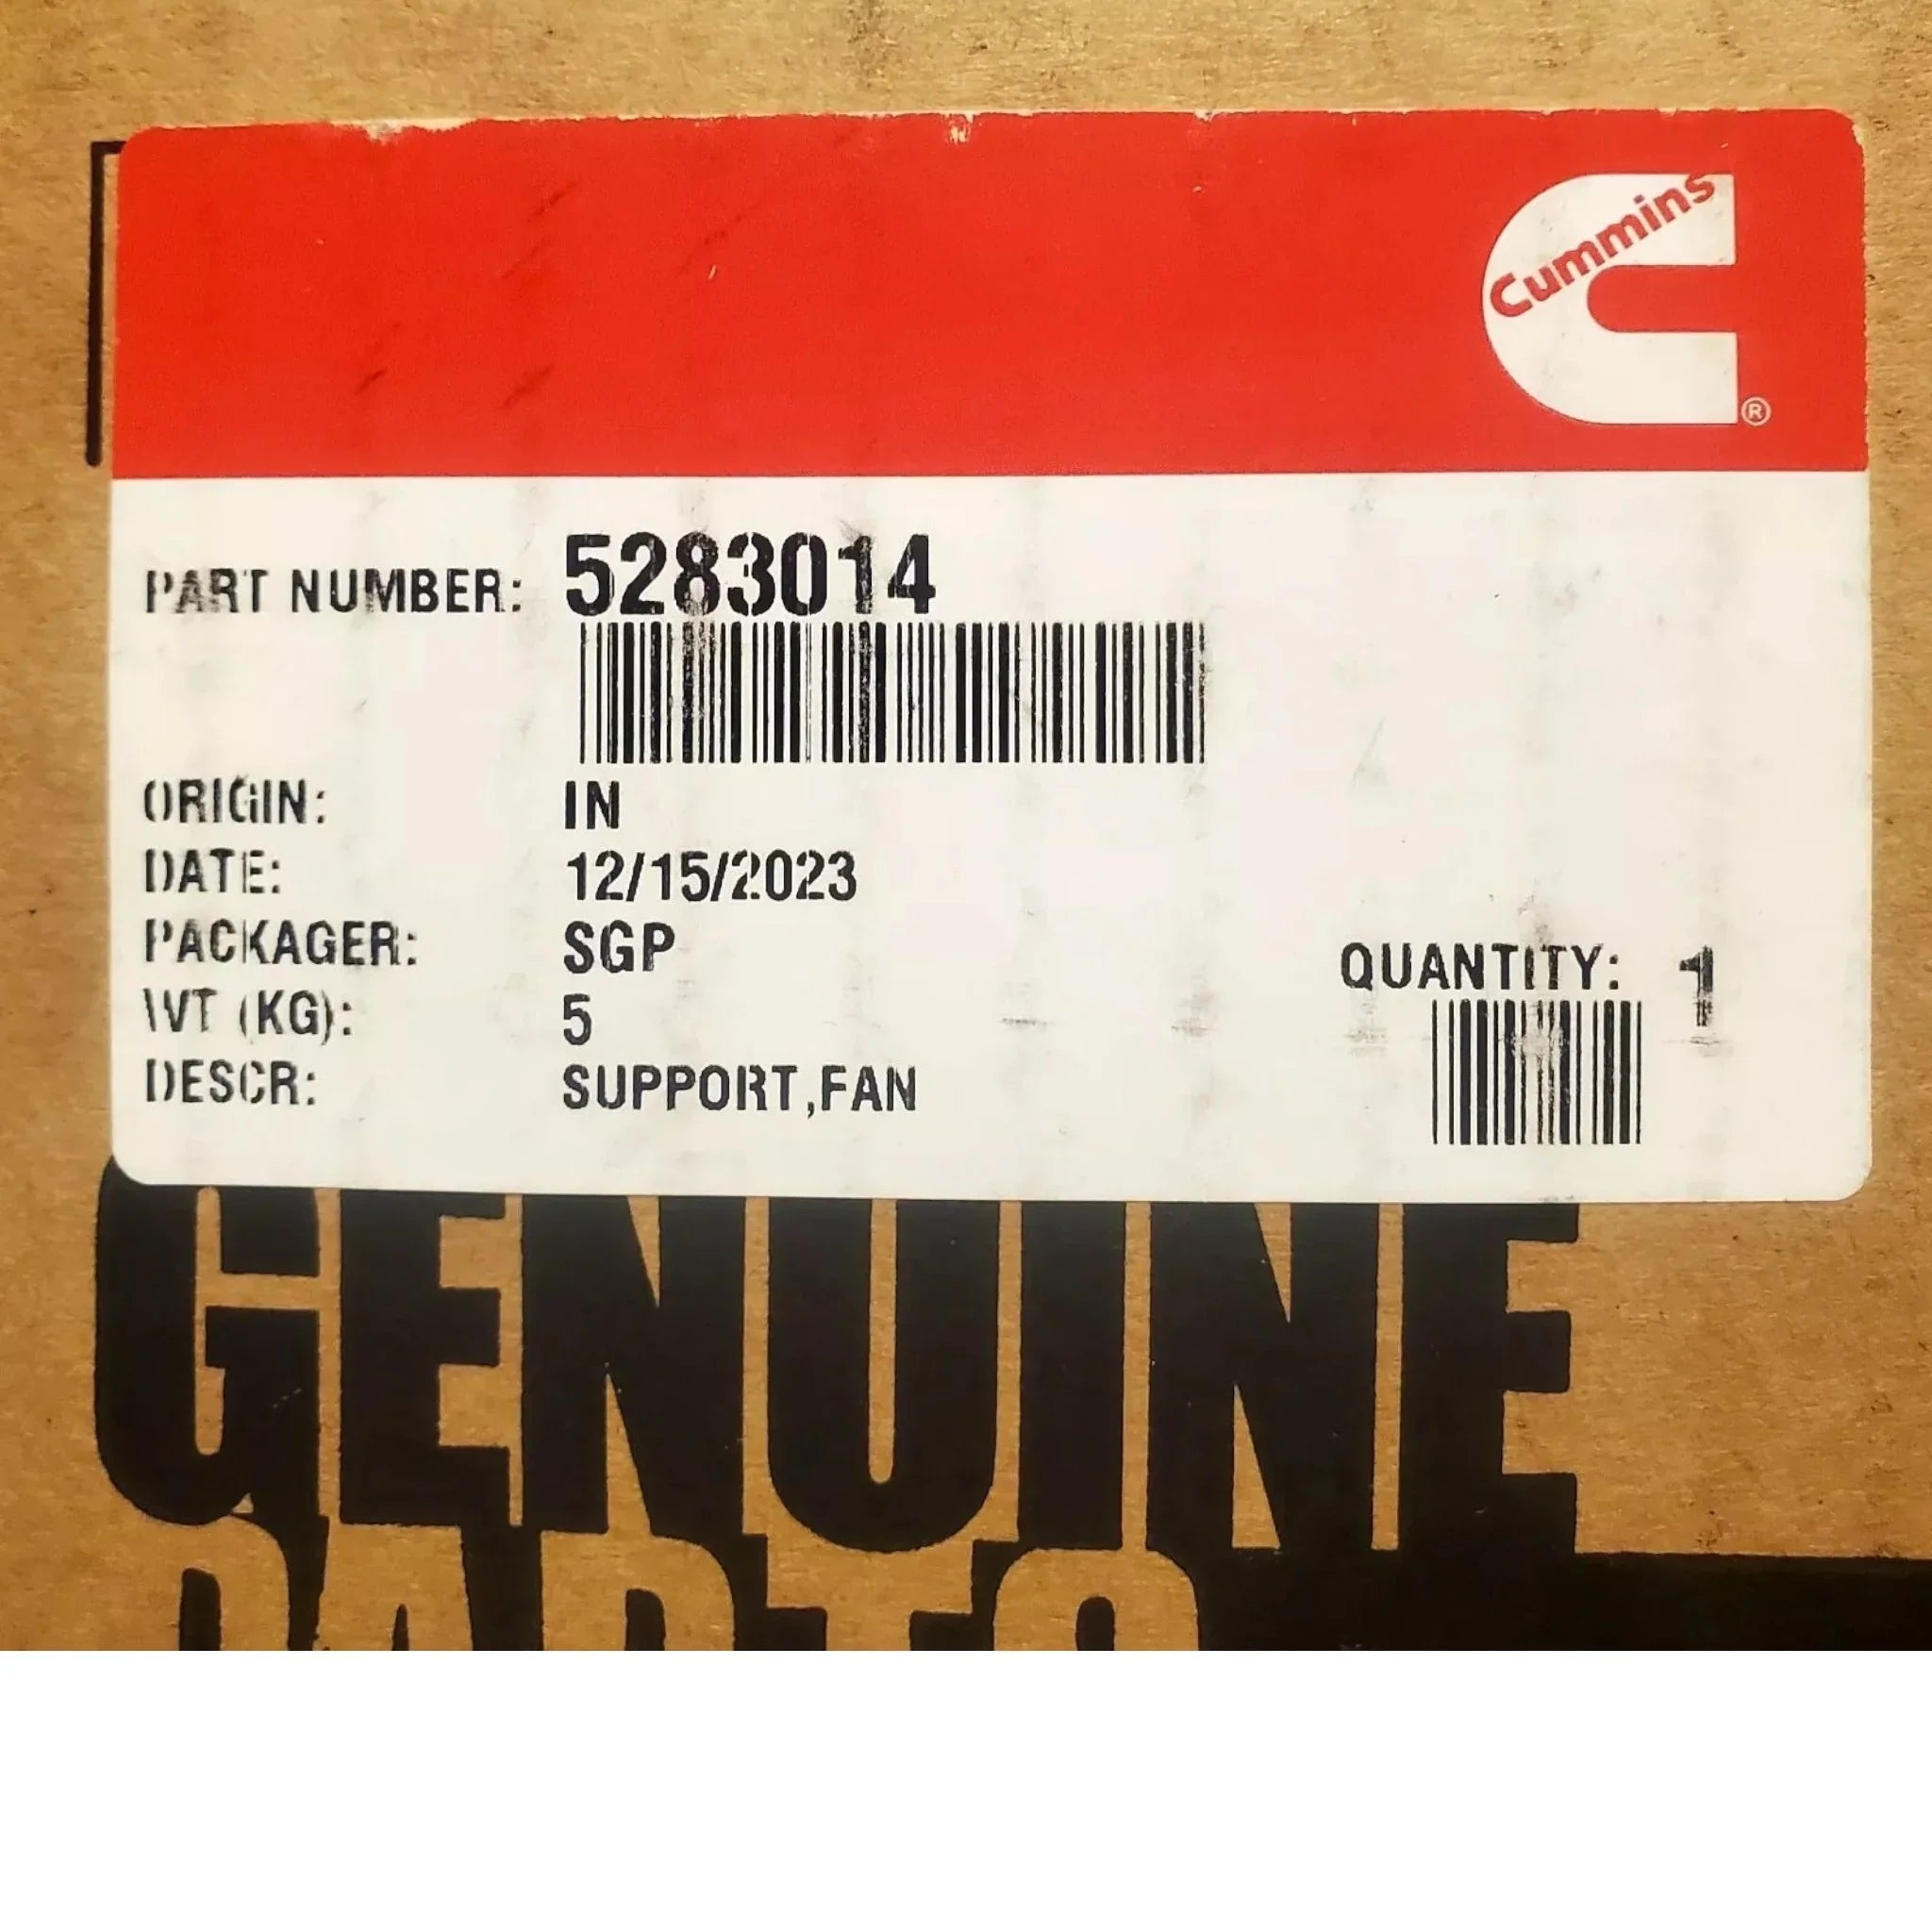 Cummins
®
PART NUMBER: 5283014
ORIGIN: IN
DATE: 12/15/2023
PACKAGER: SGP
QUANTITY: 1
WT (KG): 5
DESCR: SUPPORT,FAN
GENUINE
PARTS